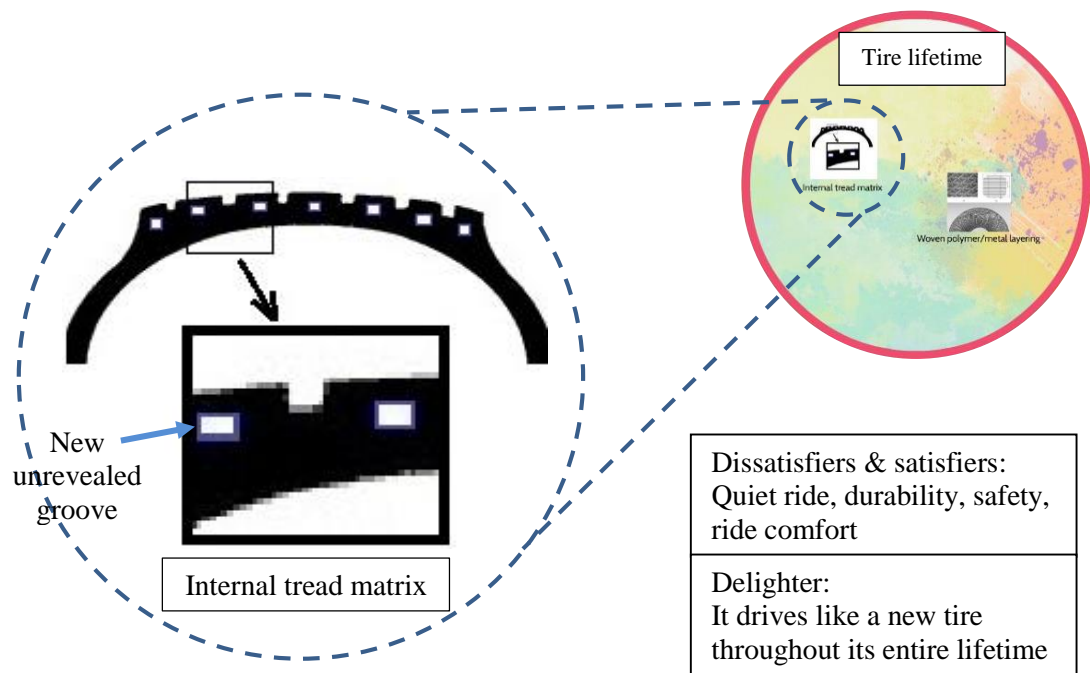 Tire lifetime
Internal tread matrix
Woven polymer/metal layering
New
unrevealed
groove
Internal tread matrix
Dissatisfiers & satisfiers:
Quiet ride, durability, safety,
ride comfort
Delighter:
It drives like a new tire
throughout its entire lifetime